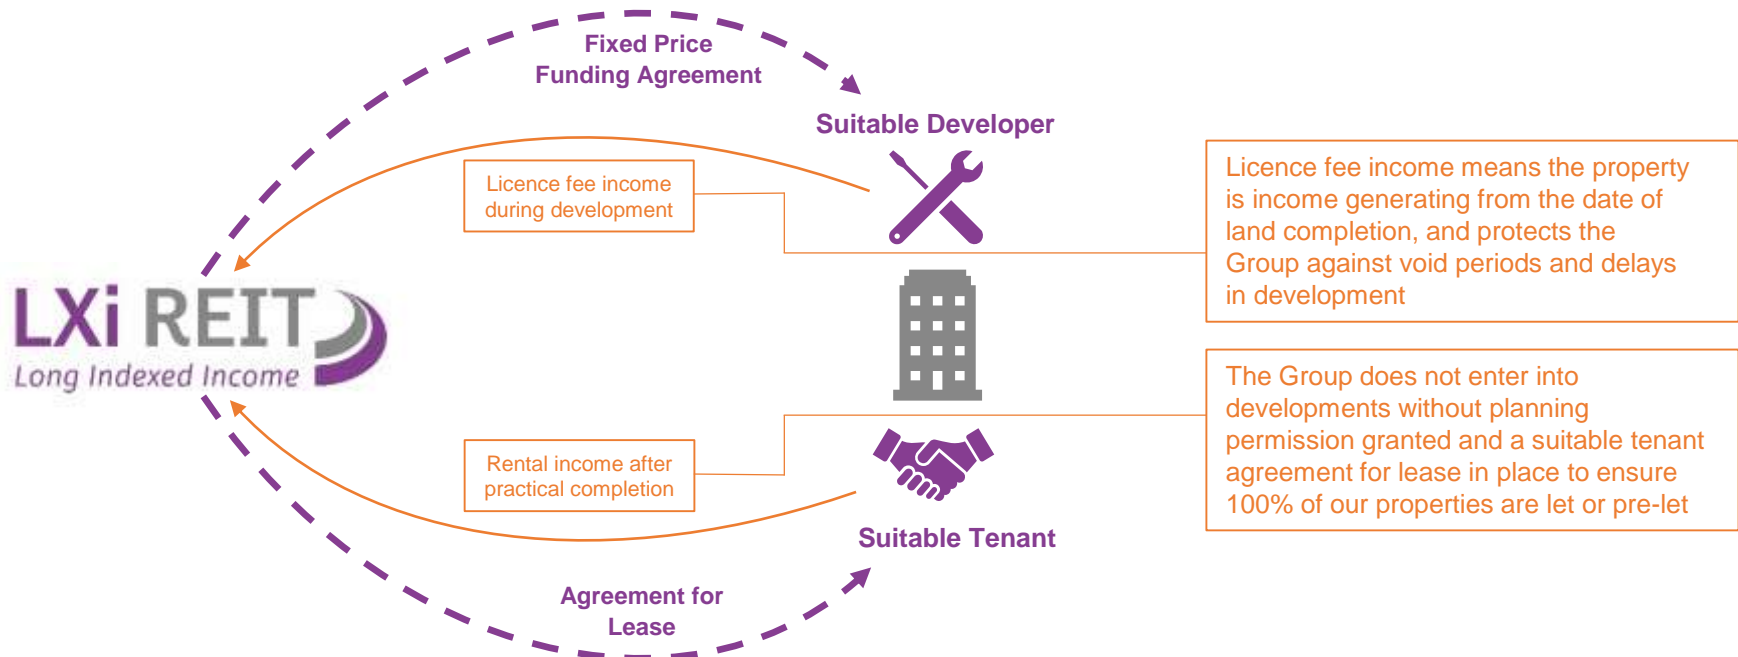 Fixed Price
Funding Agreement
Suitable Developer
Licence fee income
during development
Licence fee income means the property
is income generating from the date of
land completion, and protects the
Group against void periods and delays
in development
LXi REIT
Long Indexed Income
The Group does not enter into
developments without planning
permission granted and a suitable tenant
agreement for lease in place to ensure
100% of our properties are let or pre-let
Rental income after
practical completion
Suitable Tenant
Agreement for
Lease